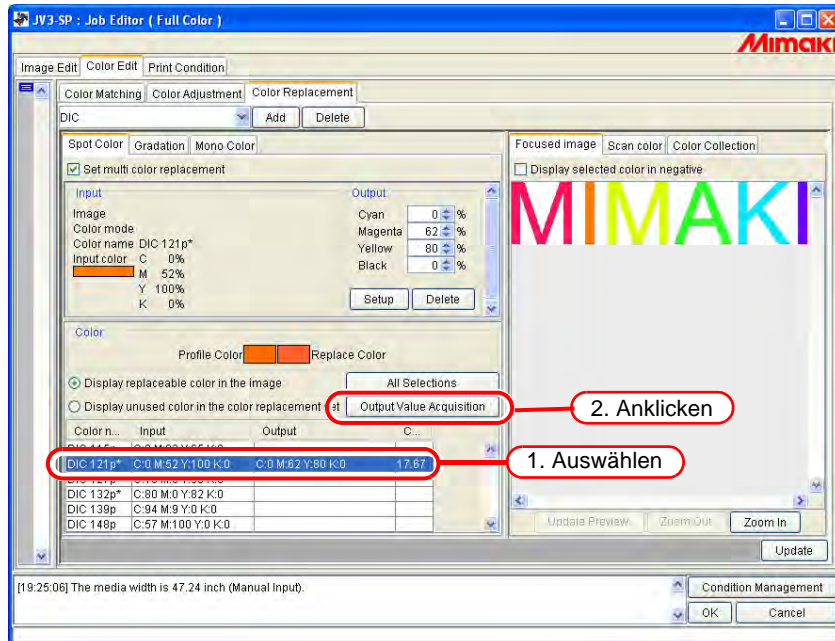 JV3-SP : Job Editor ( Full Color )
Mimaki
Image Edit Color Edit Print Condition
Color Matching Color Adjustment Color Replacement
DIC Add Delete
Spot Color Gradation Mono Color
Set multi color replacement
Input
Image
Color mode
Color name DIC 121p*
Input color C 0%
M 52%
Y 100%
K 0%
Output
Cyan 0 %
Magenta 62 %
Yellow 80 %
Black 0 %
Setup Delete
Color
Profile Color Replace Color
Display replaceable color in the image All Selections
Display unused color in the color replacement Output Value Acquisition
Color n... Input Output C...
DIC 121p* C:0 M:52 Y:100 K:0 C:0 M:62 Y:80 K:0 17.67
DIC 132p* C:80 M:0 Y:82 K:0
DIC 139p C:94 M:9 Y:0 K:0
DIC 148p C:57 M:100 Y:0 K:0
Focused image Scan color Color Collection
Display selected color in negative
MIMAKI
2. Anklicken
1. Auswählen
Update Preview Zoom Out Zoom In
Update
[19:25:06] The media width is 47.24 inch (Manual Input).
Condition Management
OK Cancel